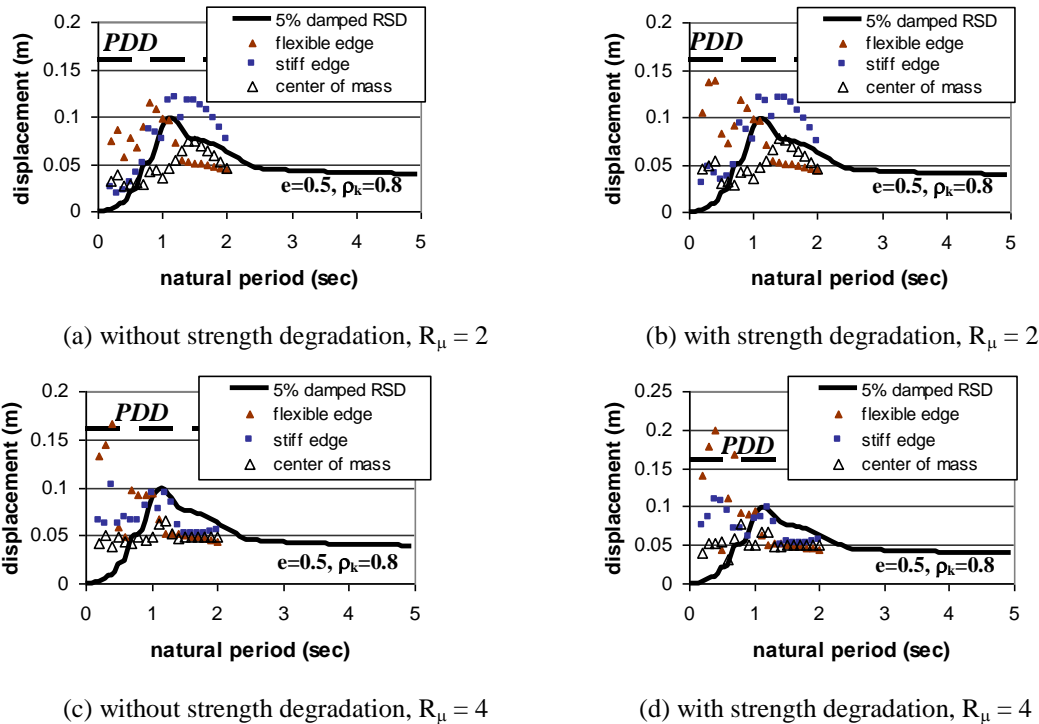 0.2
0.15
0.1
0.05
0
displacement (m)
PDD
5% damped RSD
flexible edge
stiff edge
center of mass
e=0.5, ρk=0.8
0 1 2 3 4 5
natural period (sec)
(a) without strength degradation, Rμ = 2
0.2
0.15
0.1
0.05
0
displacement (m)
PDD
5% damped RSD
flexible edge
stiff edge
center of mass
e=0.5, ρk=0.8
0 1 2 3 4 5
natural period (sec)
(b) with strength degradation, Rμ = 2
0.2
0.15
0.1
0.05
0
displacement (m)
PDD
5% damped RSD
flexible edge
stiff edge
center of mass
e=0.5, ρk=0.8
0 1 2 3 4 5
natural period (sec)
(c) without strength degradation, Rμ = 4
0.25
0.2
0.15
0.1
0.05
0
displacement (m)
PDD
5% damped RSD
flexible edge
stiff edge
center of mass
e=0.5, ρk=0.8
0 1 2 3 4 5
natural period (sec)
(d) with strength degradation, Rμ = 4